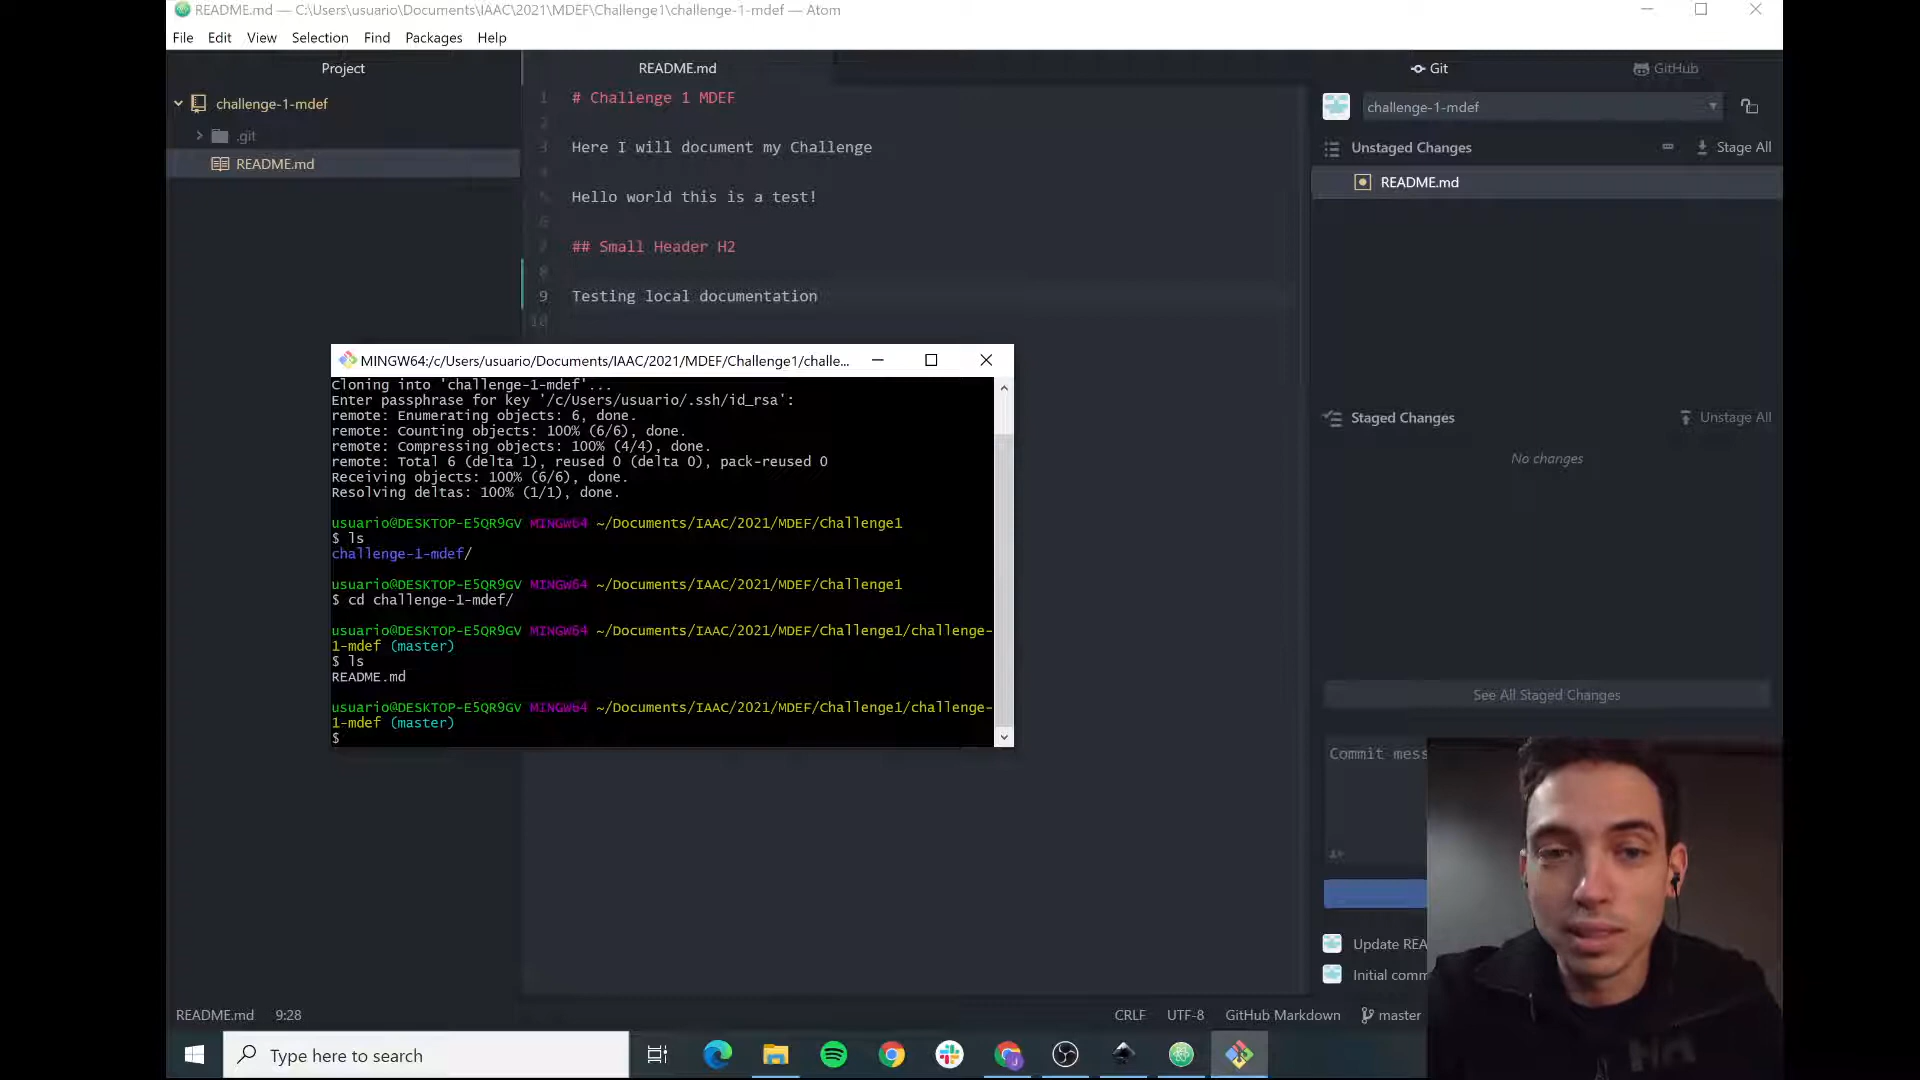 README.md — C:\Users\usuario\Documents\IAAC\2021\MDEF\Challenge1\challenge-1-mdef — Atom
File Edit View Selection Find Packages Help
Project
challenge-1-mdef
.git
README.md
README.md
1 # Challenge 1 MDEF
2
3 Here I will document my Challenge
4
5 Hello world this is a test!
6
7 ## Small Header H2
8
9 Testing local documentation
10
Git GitHub
challenge-1-mdef
Unstaged Changes Stage All
README.md
Staged Changes Unstage All
No changes
See All Staged Changes
Commit mess
Update REA
Initial comm
MINGW64:/c/Users/usuario/Documents/IAAC/2021/MDEF/Challenge1/challe...
Cloning into 'challenge-1-mdef'...
Enter passphrase for key '/c/Users/usuario/.ssh/id_rsa':
remote: Enumerating objects: 6, done.
remote: Counting objects: 100% (6/6), done.
remote: Compressing objects: 100% (4/4), done.
remote: Total 6 (delta 1), reused 0 (delta 0), pack-reused 0
Receiving objects: 100% (6/6), done.
Resolving deltas: 100% (1/1), done.
usuario@DESKTOP-E5QR9GV MINGW64 ~/Documents/IAAC/2021/MDEF/Challenge1
$ ls
challenge-1-mdef/
usuario@DESKTOP-E5QR9GV MINGW64 ~/Documents/IAAC/2021/MDEF/Challenge1
$ cd challenge-1-mdef/
usuario@DESKTOP-E5QR9GV MINGW64 ~/Documents/IAAC/2021/MDEF/Challenge1/challenge-
1-mdef (master)
$ ls
README.md
usuario@DESKTOP-E5QR9GV MINGW64 ~/Documents/IAAC/2021/MDEF/Challenge1/challenge-
1-mdef (master)
$
README.md 9:28 CRLF UTF-8 GitHub Markdown master
Type here to search